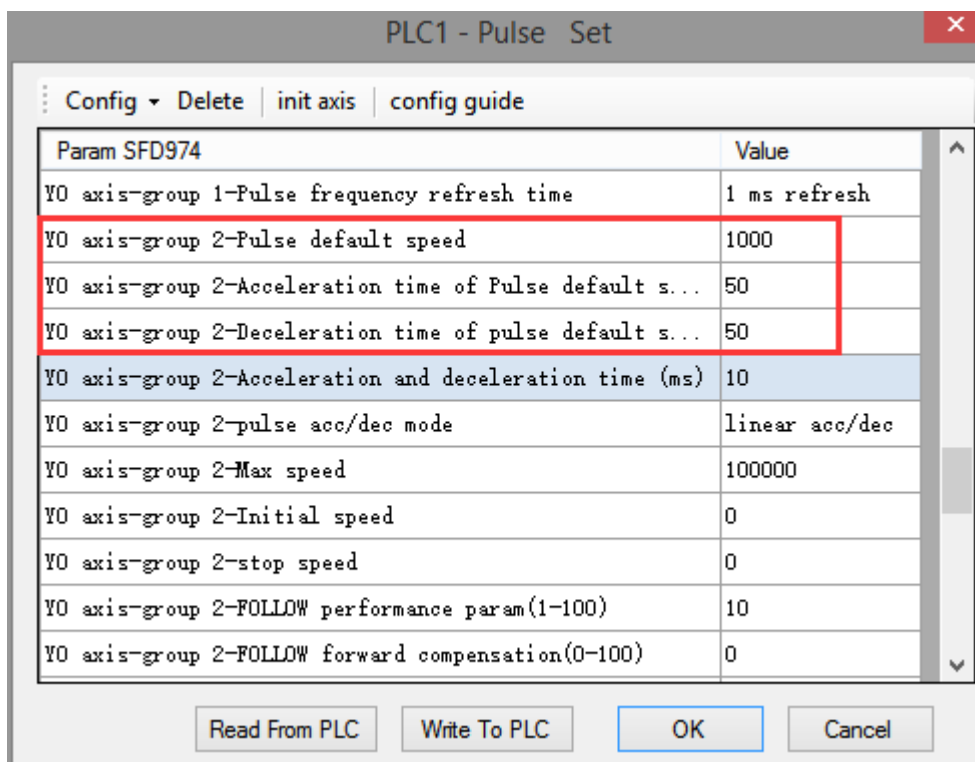 PLC1 - Pulse Set
Config Delete init axis config guide
Param SFD974 Value
Y0 axis-group 1-Pulse frequency refresh time 1 ms refresh
Y0 axis-group 2-Pulse default speed 1000
Y0 axis-group 2-Acceleration time of Pulse default s... 50
Y0 axis-group 2-Deceleration time of pulse default s... 50
Y0 axis-group 2-Acceleration and deceleration time (ms) 10
Y0 axis-group 2-pulse acc/dec mode linear acc/dec
Y0 axis-group 2-Max speed 100000
Y0 axis-group 2-Initial speed 0
Y0 axis-group 2-stop speed 0
Y0 axis-group 2-FOLLOW performance param(1-100) 10
Y0 axis-group 2-FOLLOW forward compensation(0-100) 0
Read From PLC Write To PLC OK Cancel